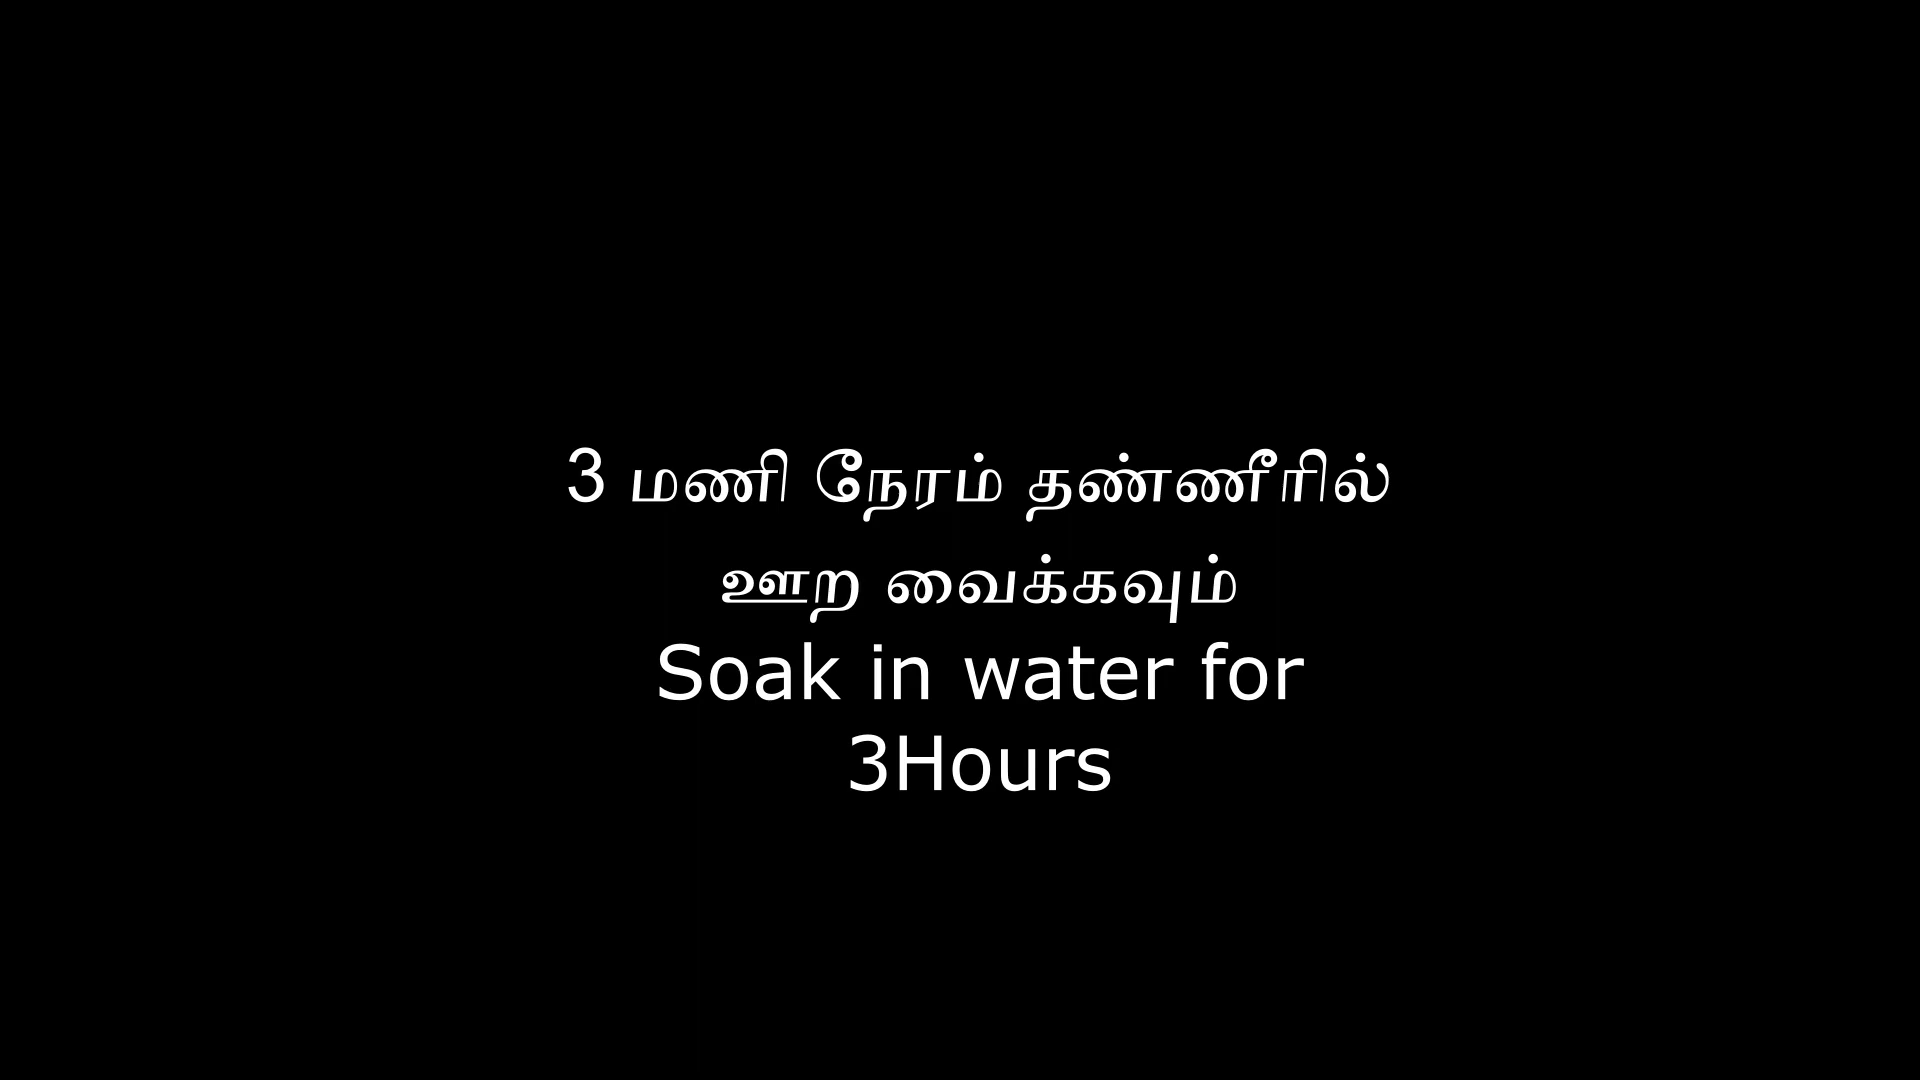 3 மணி நேரம் தண்ணீரில்
ஊற வைக்கவும்
Soak in water for
3Hours